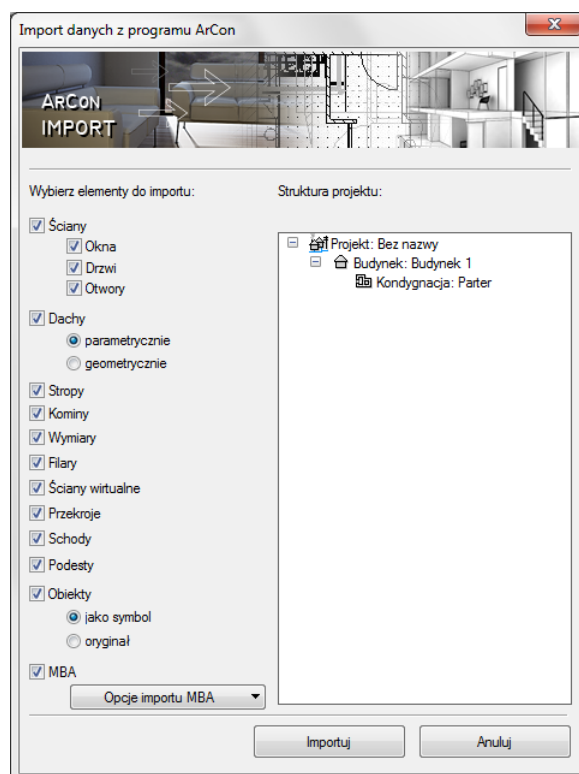 Import danych z programu ArCon
ARCON
IMPORT
Wybierz elementy do importu:
Ściany
Okna
Drzwi
Otwory
Dachy
parametrycznie
geometrycznie
Stropy
Kominy
Wymiary
Filary
Ściany wirtualne
Przekroje
Schody
Podesty
Obiekty
jako symbol
oryginał
MBA
Opcje importu MBA
Struktura projektu:
Projekt: Bez nazwy
Budynek: Budynek 1
Kondygnacja: Parter
Importuj
Anuluj